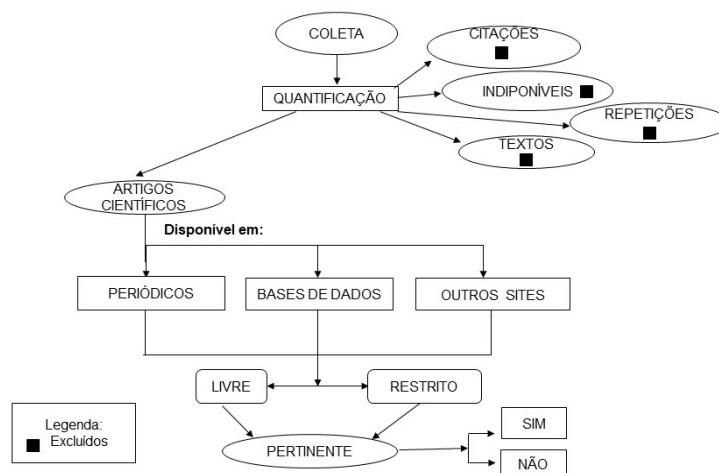 COLETA
CITAÇÕES
QUANTIFICAÇÃO
INDIPONÍVEIS
REPETIÇÕES
TEXTOS
ARTIGOS
CIENTÍFICOS
Disponível em:
PERIÓDICOS
BASES DE DADOS
OUTROS SITES
LIVRE
RESTRITO
Legenda:
Excluídos
PERTINENTE
SIM
NÃO